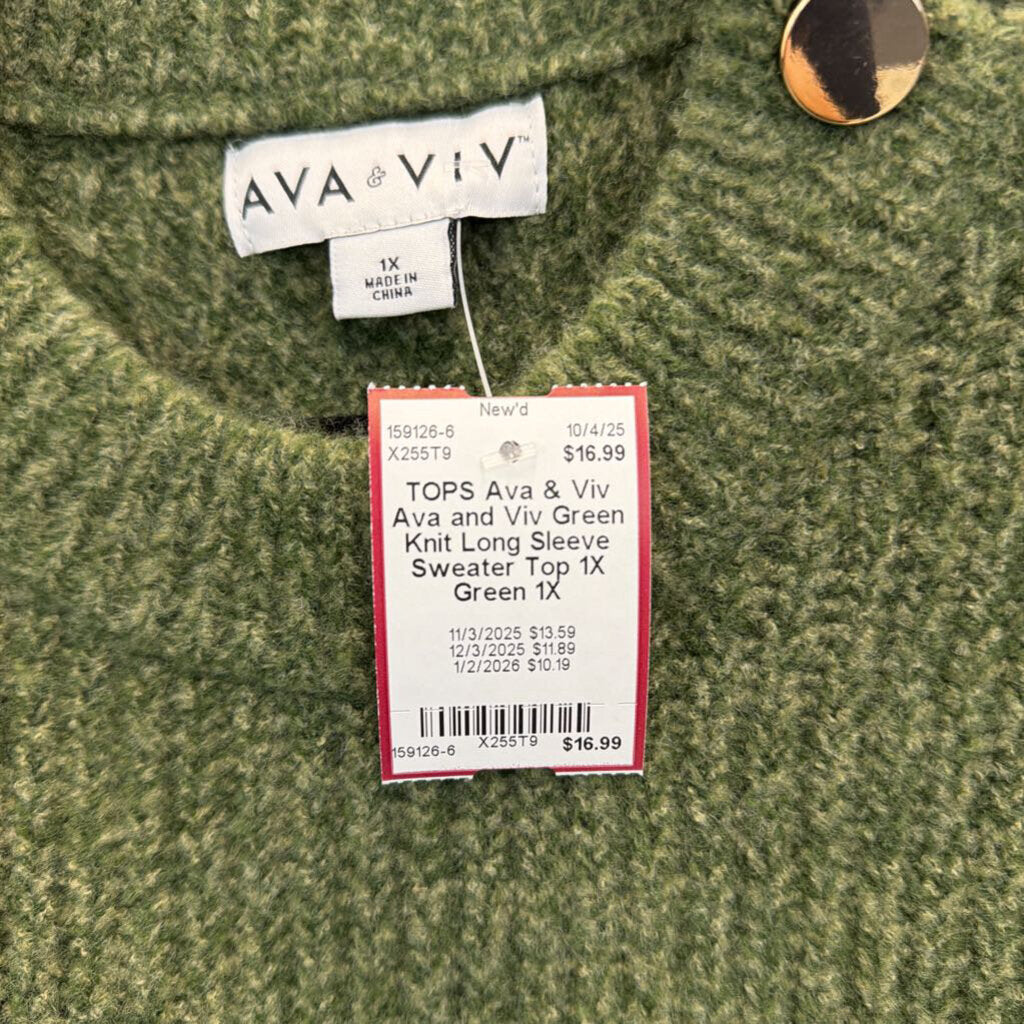 AVA & VIV™
1X
MADE IN
CHINA
New'd
159126-6 10/4/25
X255T9 $16.99
TOPS Ava & Viv
Ava and Viv Green
Knit Long Sleeve
Sweater Top 1X
Green 1X
11/3/2025 $13.59
12/3/2025 $11.89
1/2/2026 $10.19
159126-6 X255T9 $16.99